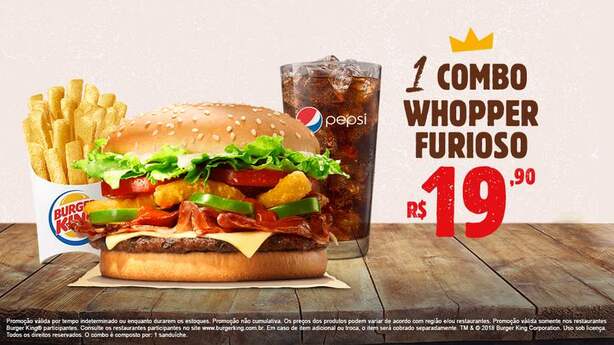 1 COMBO
WHOPPER
FURIOSO
R$ 19,90
pepsi
BURGER
KING
Promoção válida por tempo indeterminado ou enquanto durarem os estoques. Promoção não cumulativa. Os preços dos produtos podem variar de acordo com região e/ou restaurantes. Promoção válida somente nos restaurantes
Burger King® participantes. Consulte os restaurantes participantes no site www.burgerking.com.br. Em caso de item adicional ou troca, o item será cobrado separadamente. TM & © 2018 Burger King Corporation. Uso sob licença.
Todos os direitos reservados. O combo é composto por: 1 sanduíche.